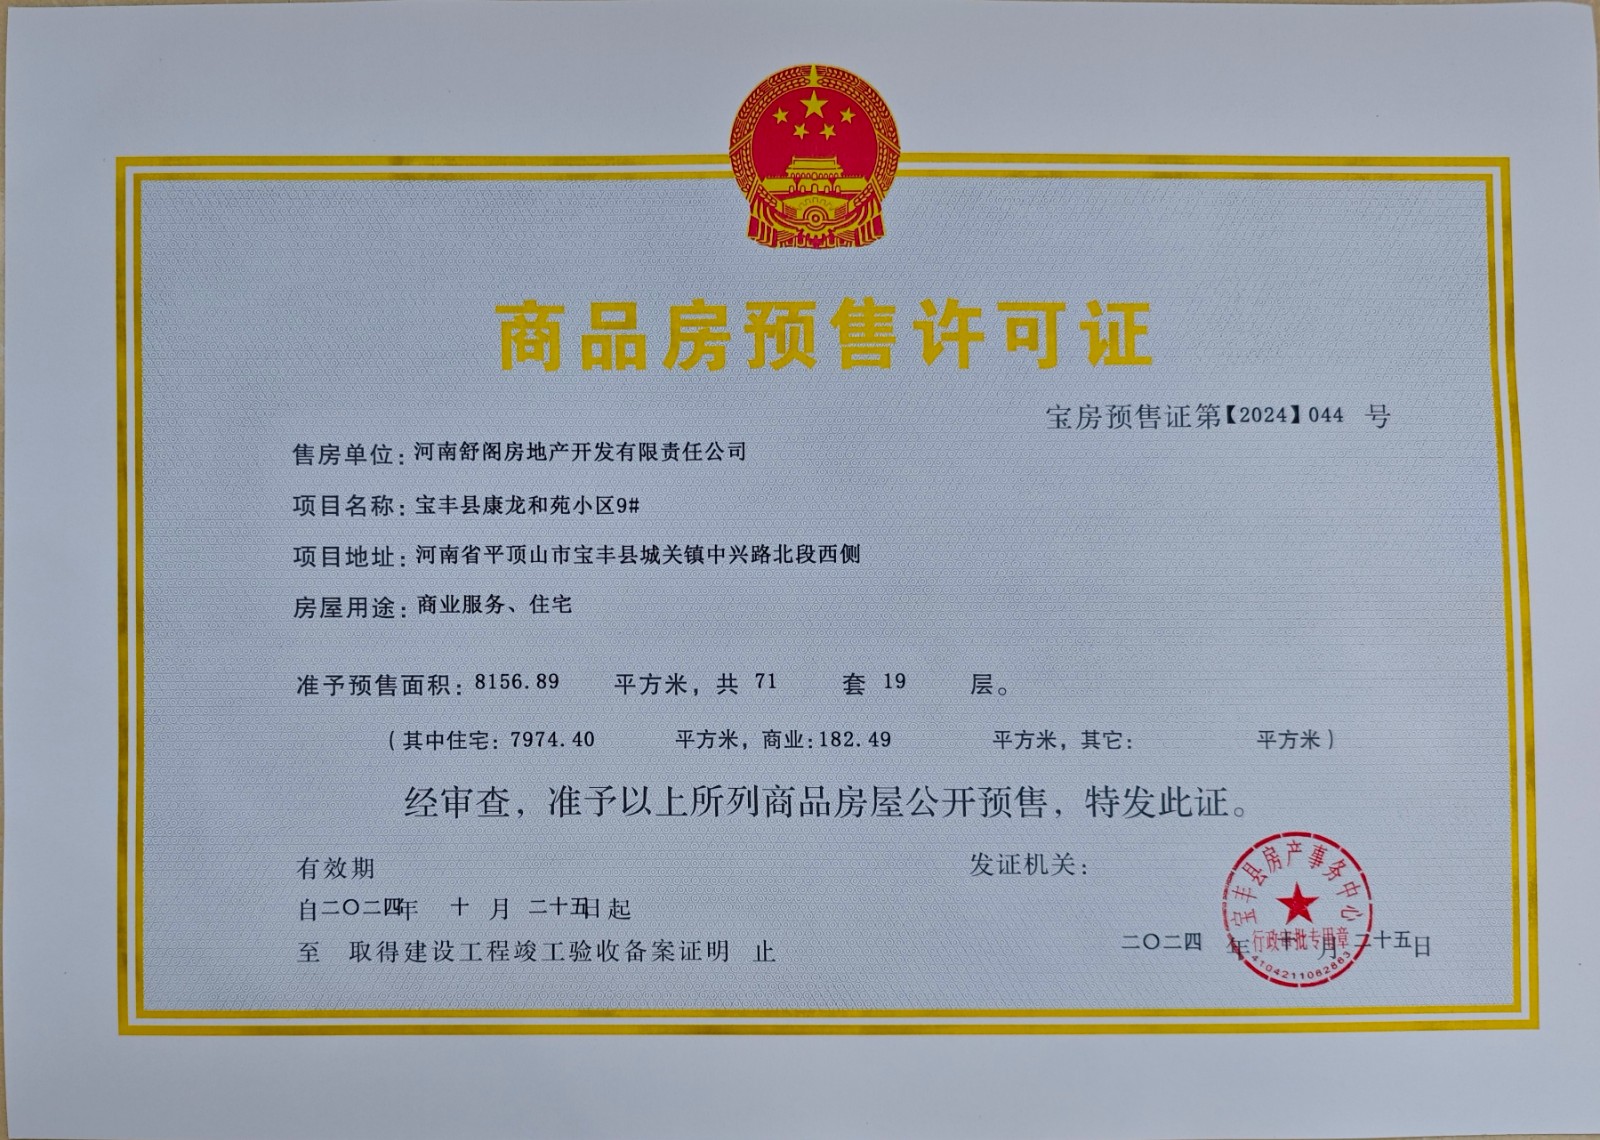 商品房预售许可证
宝房预售证第【2024】044 号
售房单位：河南舒阁房地产开发有限责任公司
项目名称：宝丰县康龙和苑小区9#
项目地址：河南省平顶山市宝丰县城关镇中兴路北段西侧
房屋用途：商业服务、住宅
准予预售面积：8156.89 平方米，共 71 套 19 层。
（其中住宅：7974.40 平方米，商业：182.49 平方米，其它： 平方米）
经审查，准予以上所列商品房屋公开预售，特发此证。
有效期
自二〇二四年 十 月 二十五日起
至 取得建设工程竣工验收备案证明 止
发证机关：
宝丰县房产事务中心
行政审批专用章
4104211082863
二〇二四 年 十 月 二十五日